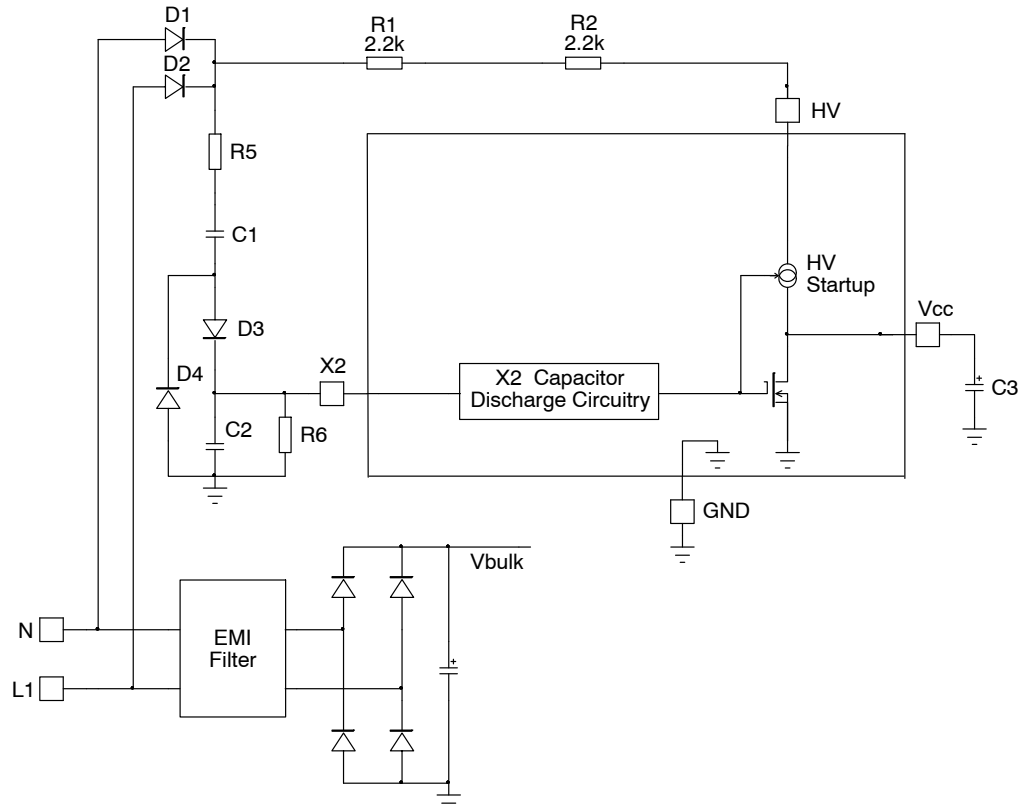 D1
R1
2.2k
R2
2.2k
D2
HV
R5
C1
HV
Startup
D3
Vcc
X2
D4
X2 Capacitor
Discharge Circuitry
C3
C2
R6
GND
Vbulk
N
EMI
Filter
L1
+
+